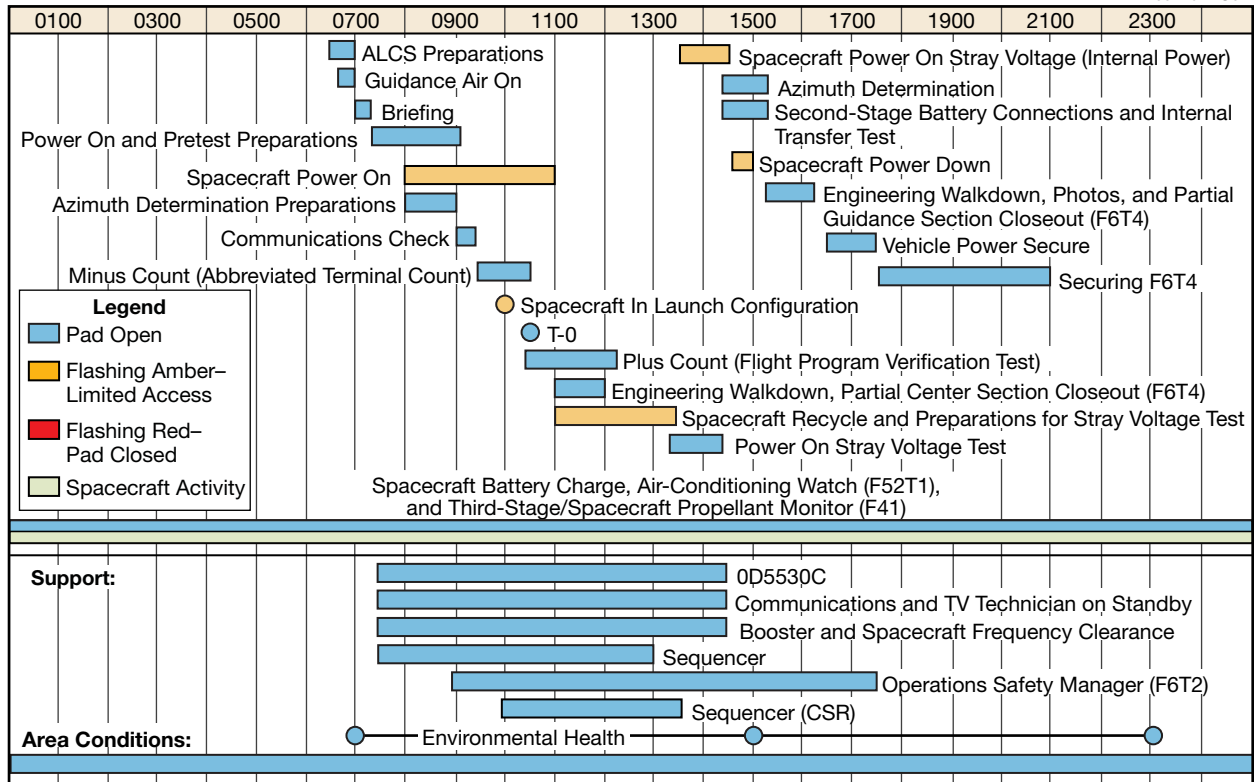 0100 0300 0500 0700 0900 1100 1300 1500 1700 1900 2100 2300
ALCS Preparations
Guidance Air On
Briefing
Power On and Pretest Preparations
Spacecraft Power On
Azimuth Determination Preparations
Communications Check
Minus Count (Abbreviated Terminal Count)
Spacecraft In Launch Configuration
T-0
Plus Count (Flight Program Verification Test)
Engineering Walkdown, Partial Center Section Closeout (F6T4)
Spacecraft Recycle and Preparations for Stray Voltage Test
Power On Stray Voltage Test
Spacecraft Power On Stray Voltage (Internal Power)
Azimuth Determination
Second-Stage Battery Connections and Internal
Transfer Test
Spacecraft Power Down
Engineering Walkdown, Photos, and Partial
Guidance Section Closeout (F6T4)
Vehicle Power Secure
Securing F6T4
Legend
Pad Open
Flashing Amber–
Limited Access
Flashing Red–
Pad Closed
Spacecraft Activity
Spacecraft Battery Charge, Air-Conditioning Watch (F52T1),
and Third-Stage/Spacecraft Propellant Monitor (F41)
Support:
0D5530C
Communications and TV Technician on Standby
Booster and Spacecraft Frequency Clearance
Sequencer
Operations Safety Manager (F6T2)
Sequencer (CSR)
Area Conditions:
Environmental Health